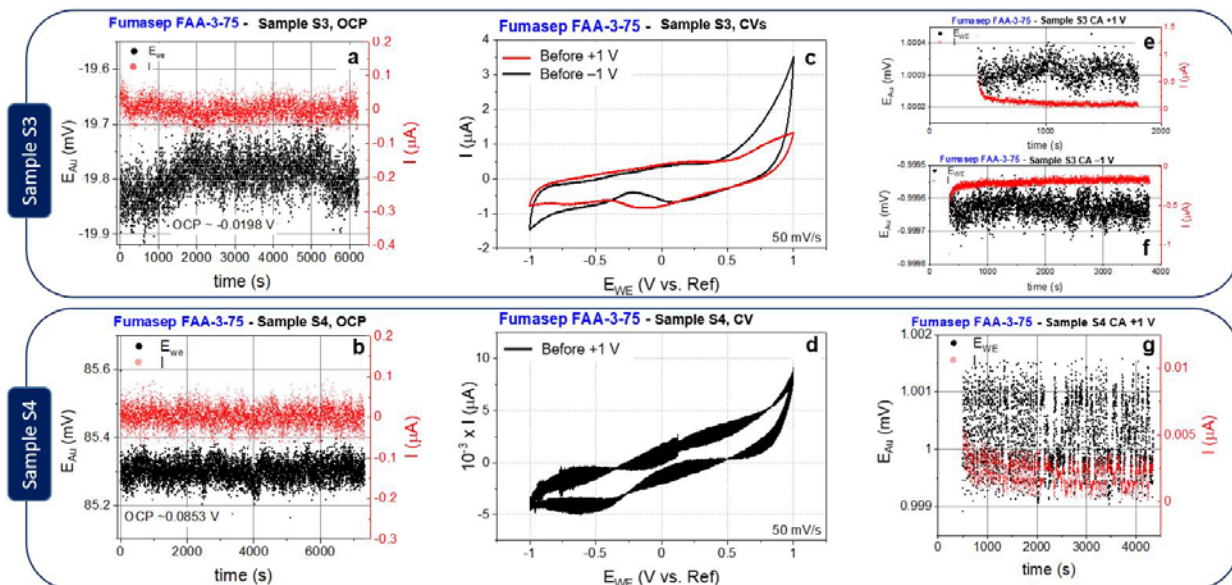 Sample S3
Fumasep FAA-3-75 - Sample S3, OCP
a
E_we
I
-19.6
-19.7
-19.8
-19.9
E_Au (mV)
0.2
0.1
0
-0.1
-0.2
-0.3
-0.4
I (µA)
OCP ~ -0.0198 V
0 1000 2000 3000 4000 5000 6000
time (s)
Fumasep FAA-3-75 - Sample S3, CVs
c
Before +1 V
Before –1 V
4
3
2
1
0
-1
-2
I (µA)
50 mV/s
-1 -0.5 0 0.5 1
E_WE (V vs. Ref)
Fumasep FAA-3-75 - Sample S3 CA +1 V
e
E_WE
I
1.0004
1.0003
1.0002
E_Au (mV)
1.5
1
0.5
0
I (µA)
0 1000 2000
time (s)
Fumasep FAA-3-75 - Sample S3 CA –1 V
f
E_WE
I
-0.9995
-0.9996
-0.9997
-0.9998
E_Au (mV)
0
-0.5
-1
I (µA)
0 1000 2000 3000 4000
time (s)
Sample S4
Fumasep FAA-3-75 - Sample S4, OCP
b
E_we
I
85.6
85.4
85.2
E_Au (mV)
0.2
0.1
0
-0.1
-0.2
-0.3
I (µA)
OCP ~0.0853 V
0 2000 4000 6000
time (s)
Fumasep FAA-3-75 - Sample S4, CV
d
Before +1 V
10
5
0
-5
10⁻³ x I (µA)
50 mV/s
-1 -0.5 0 0.5 1
E_WE (V vs. Ref)
Fumasep FAA-3-75 - Sample S4 CA +1 V
g
E_WE
I
1.002
1.001
1
0.999
E_Au (mV)
0.01
0.005
0
I (µA)
0 1000 2000 3000 4000
time (s)